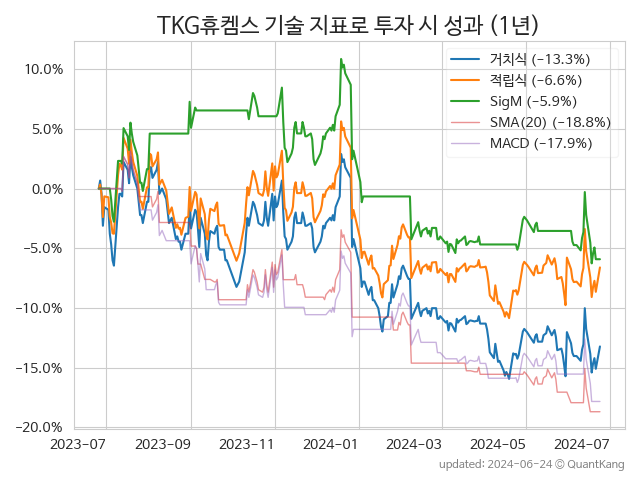 TKG휴켐스 기술 지표로 투자 시 성과 (1년)
거치식 (−13.3%)
적립식 (−6.6%)
SigM (−5.9%)
SMA(20) (−18.8%)
MACD (−17.9%)
10.0%
5.0%
0.0%
−5.0%
−10.0%
−15.0%
−20.0%
2023-07 2023-09 2023-11 2024-01 2024-03 2024-05 2024-07
updated: 2024-06-24 © QuantKang